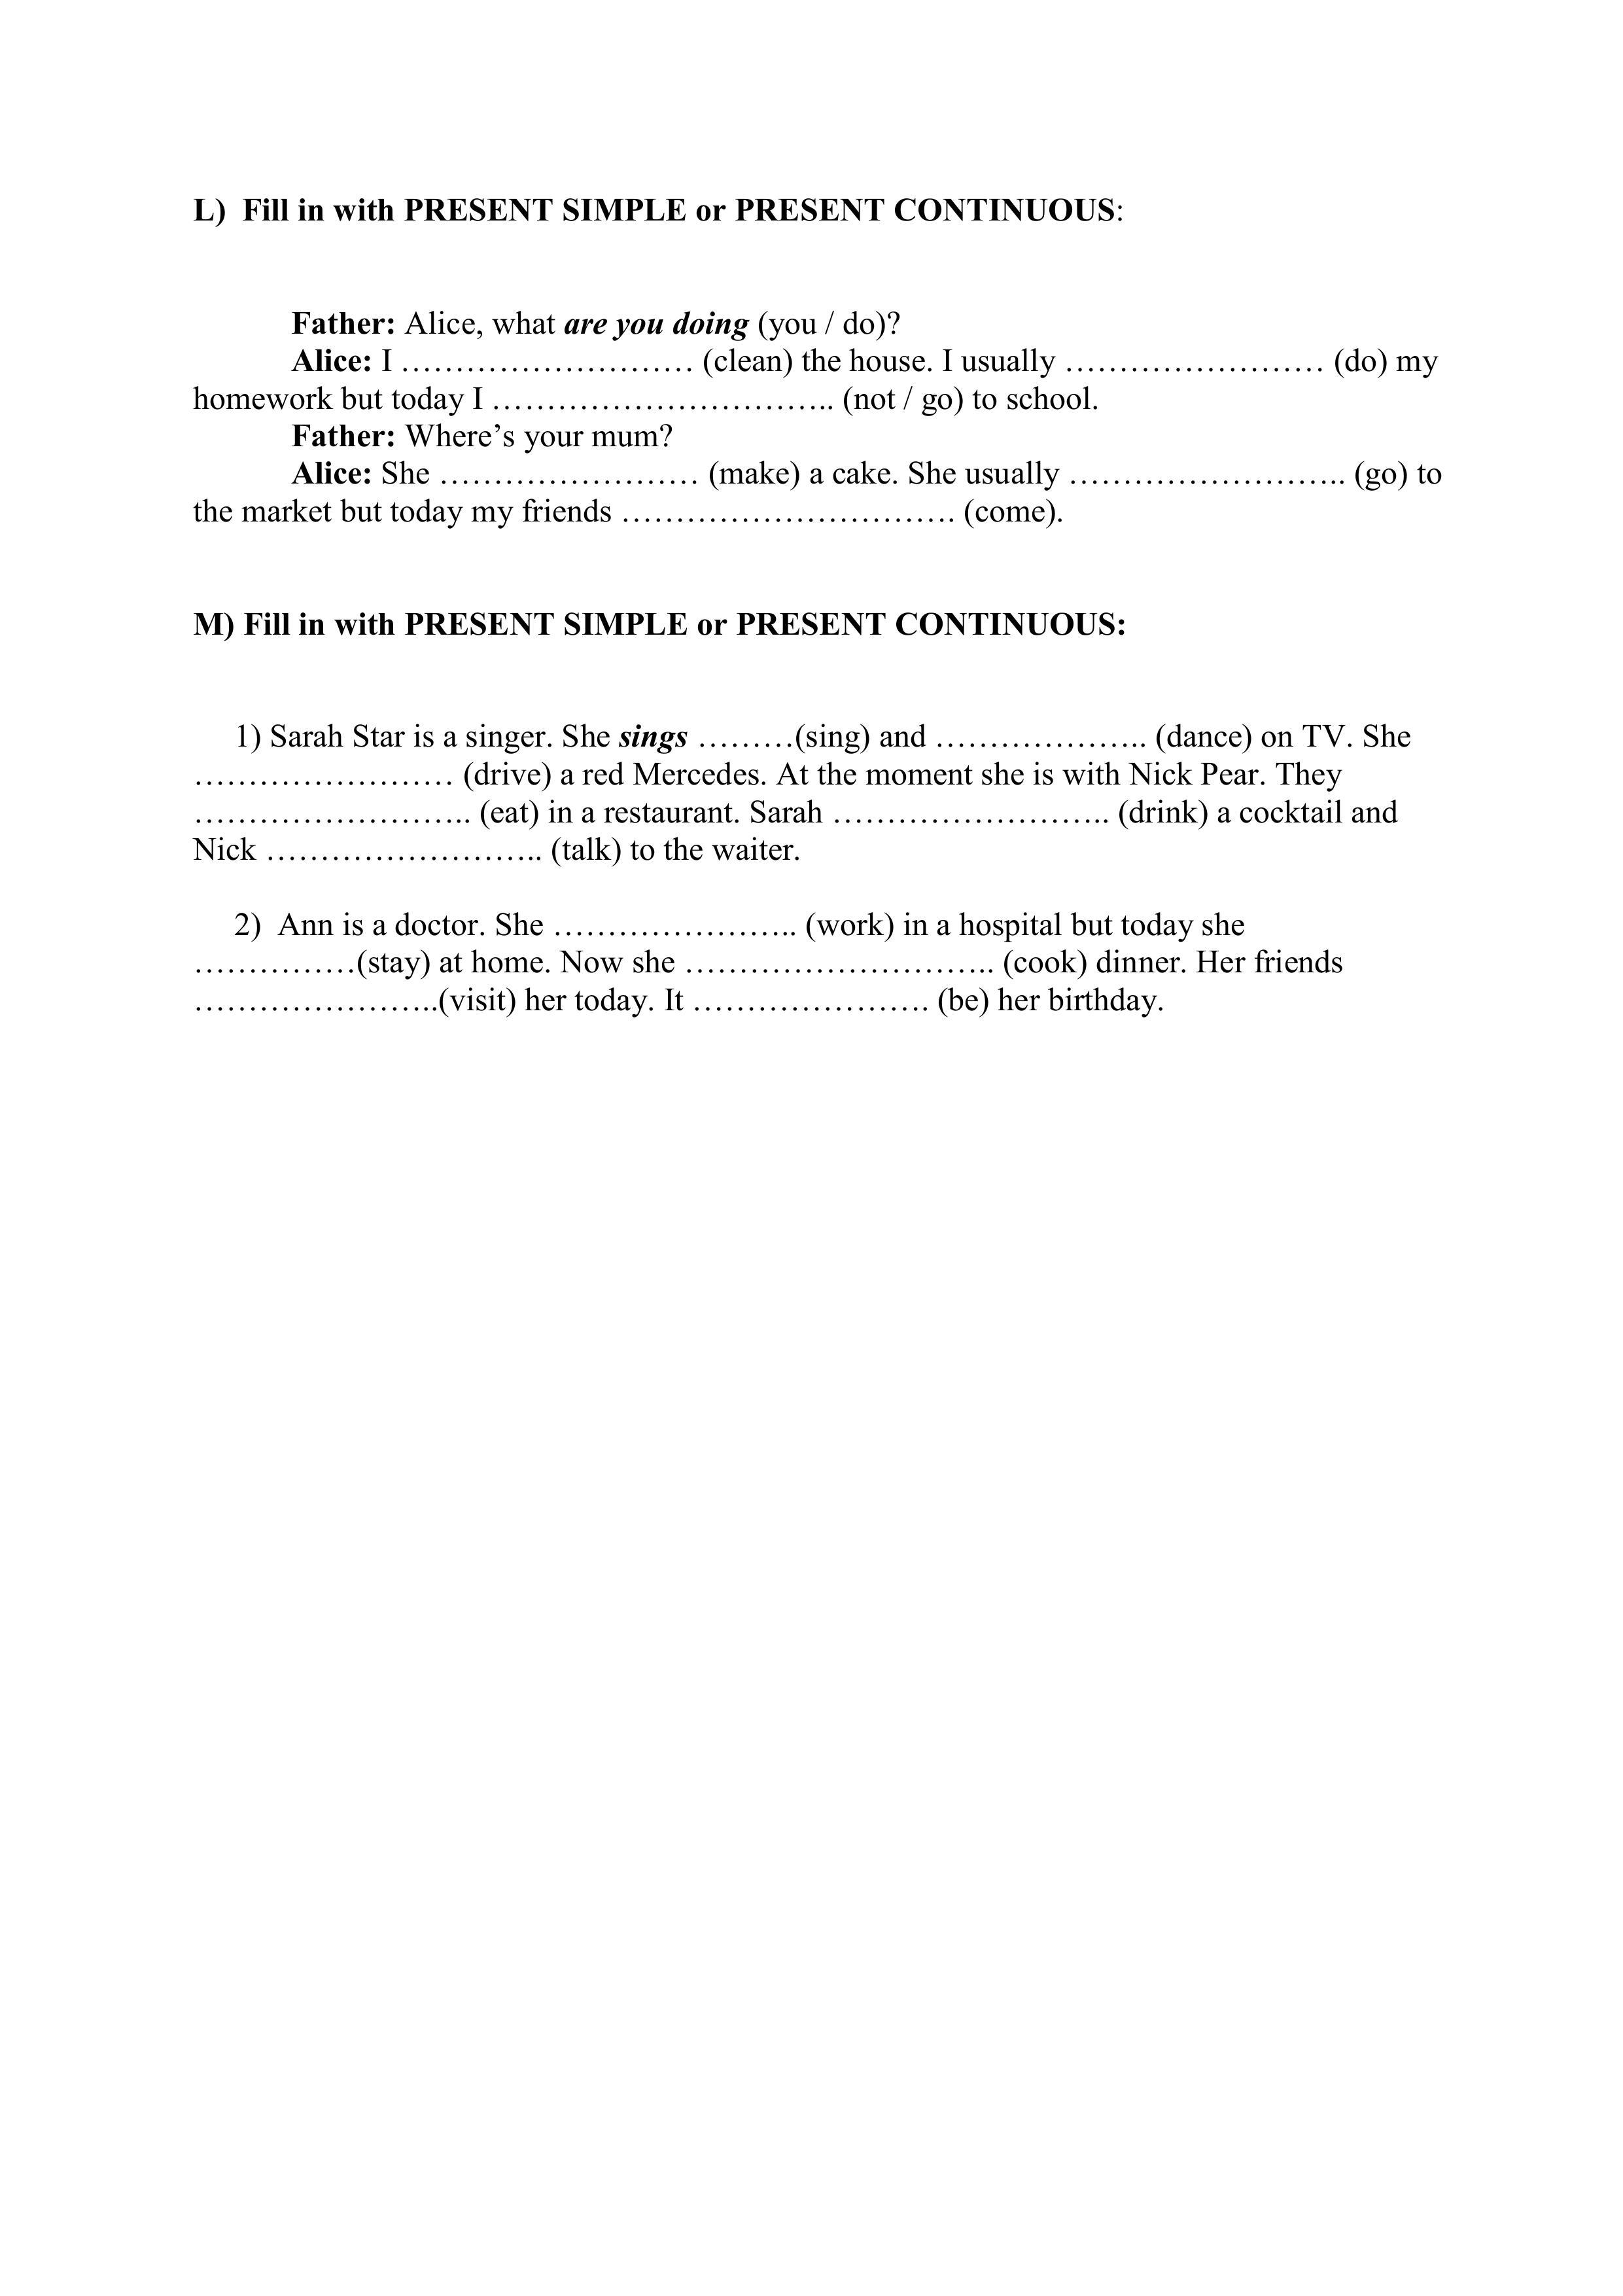 L)  Fill in with PRESENT SIMPLE or PRESENT CONTINUOUS:
Father: Alice, what are you doing (you / do)?
Alice: I ……………………… (clean) the house. I usually …………………… (do) my
homework but today I ………………………….. (not / go) to school.
Father: Where’s your mum?
Alice: She …………………… (make) a cake. She usually …………………….. (go) to
the market but today my friends …………………………. (come).
M) Fill in with PRESENT SIMPLE or PRESENT CONTINUOUS:
1) Sarah Star is a singer. She sings ………(sing) and ……………….. (dance) on TV. She
…………………… (drive) a red Mercedes. At the moment she is with Nick Pear. They
…………………….. (eat) in a restaurant. Sarah …………………….. (drink) a cocktail and
Nick …………………….. (talk) to the waiter.
2)  Ann is a doctor. She ………………….. (work) in a hospital but today she
……………(stay) at home. Now she ……………………….. (cook) dinner. Her friends
…………………..(visit) her today. It …………………. (be) her birthday.